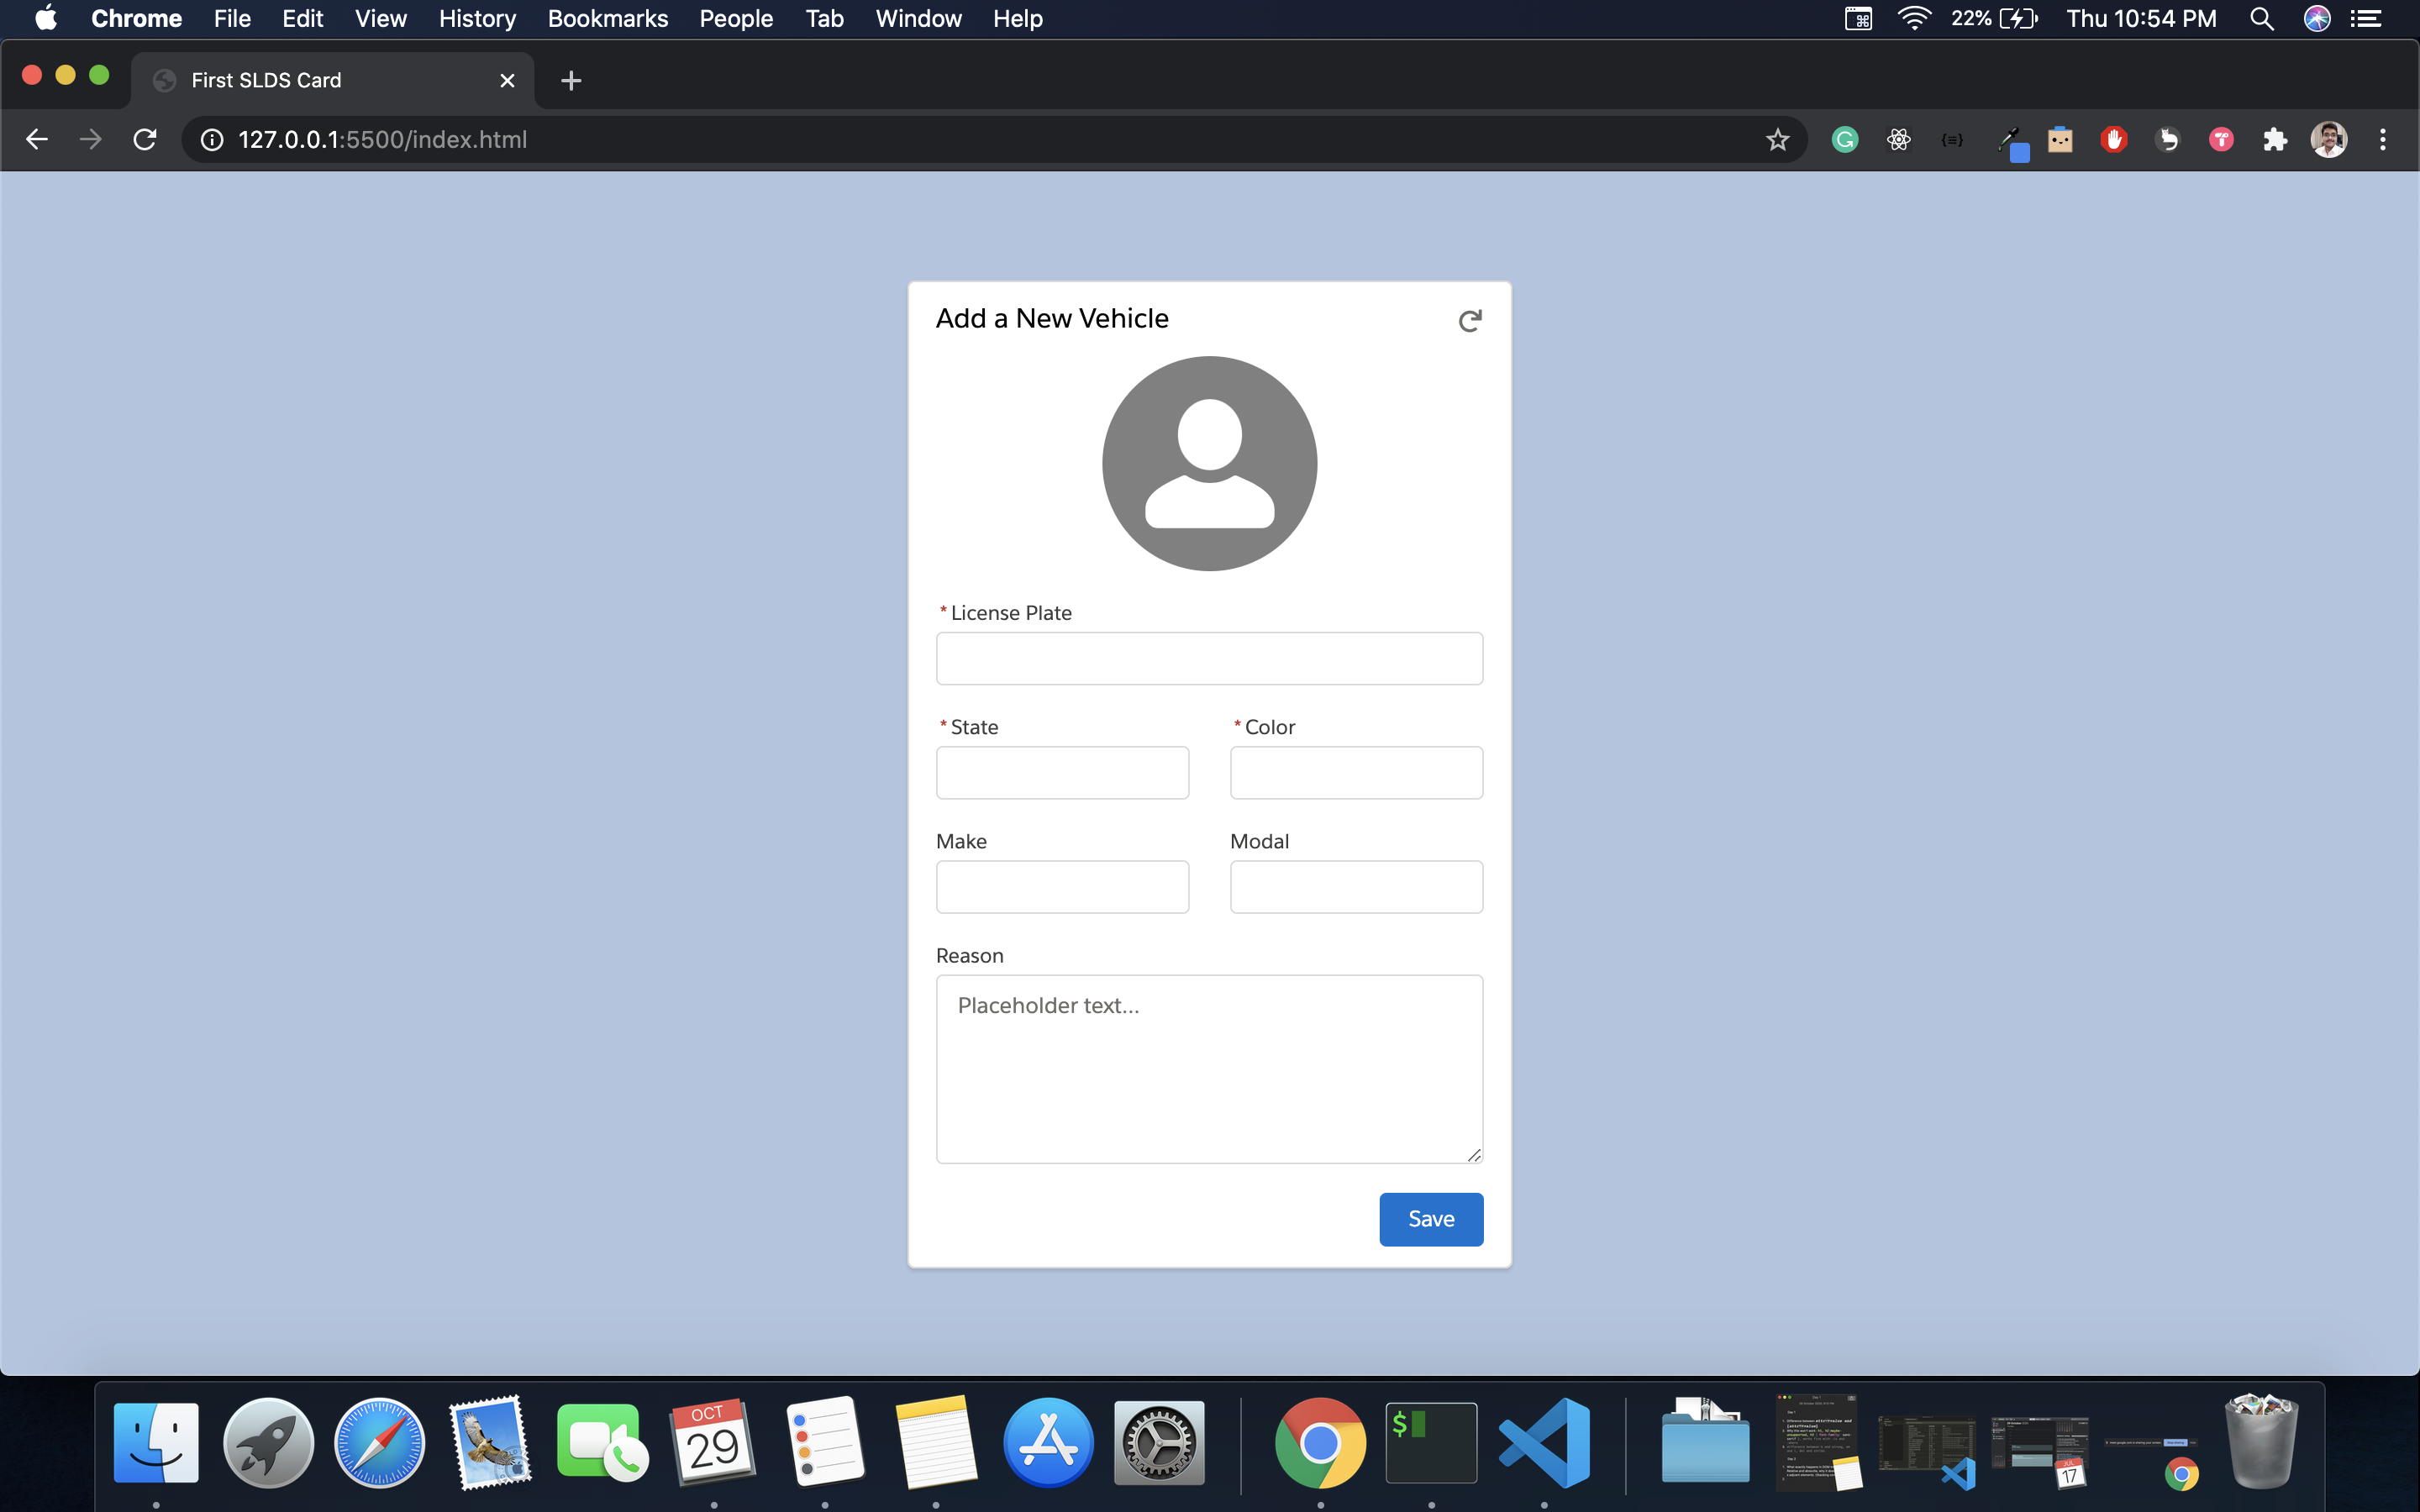 Chrome File Edit View History Bookmarks People Tab Window Help 22% Thu 10:54 PM
First SLDS Card
127.0.0.1:5500/index.html
Add a New Vehicle
* License Plate
* State * Color
Make Modal
Reason
Placeholder text...
Save
OCT
29
$
JUL
17